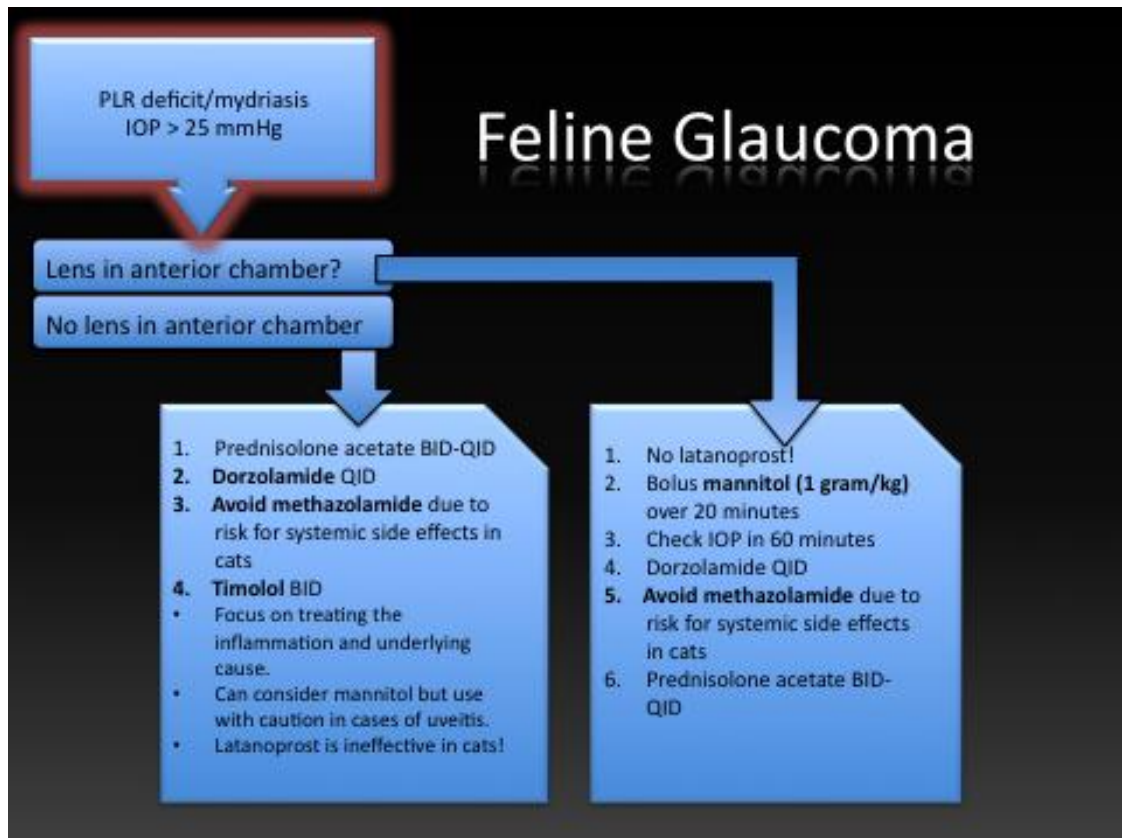 PLR deficit/mydriasis
IOP > 25 mmHg
Feline Glaucoma
Lens in anterior chamber?
No lens in anterior chamber
1. Prednisolone acetate BID-QID
2. Dorzolamide QID
3. Avoid methazolamide due to
risk for systemic side effects in
cats
4. Timolol BID
• Focus on treating the
inflammation and underlying
cause.
• Can consider mannitol but use
with caution in cases of uveitis.
• Latanoprost is ineffective in cats!
1. No latanoprost!
2. Bolus mannitol (1 gram/kg)
over 20 minutes
3. Check IOP in 60 minutes
4. Dorzolamide QID
5. Avoid methazolamide due to
risk for systemic side effects
in cats
6. Prednisolone acetate BID-
QID